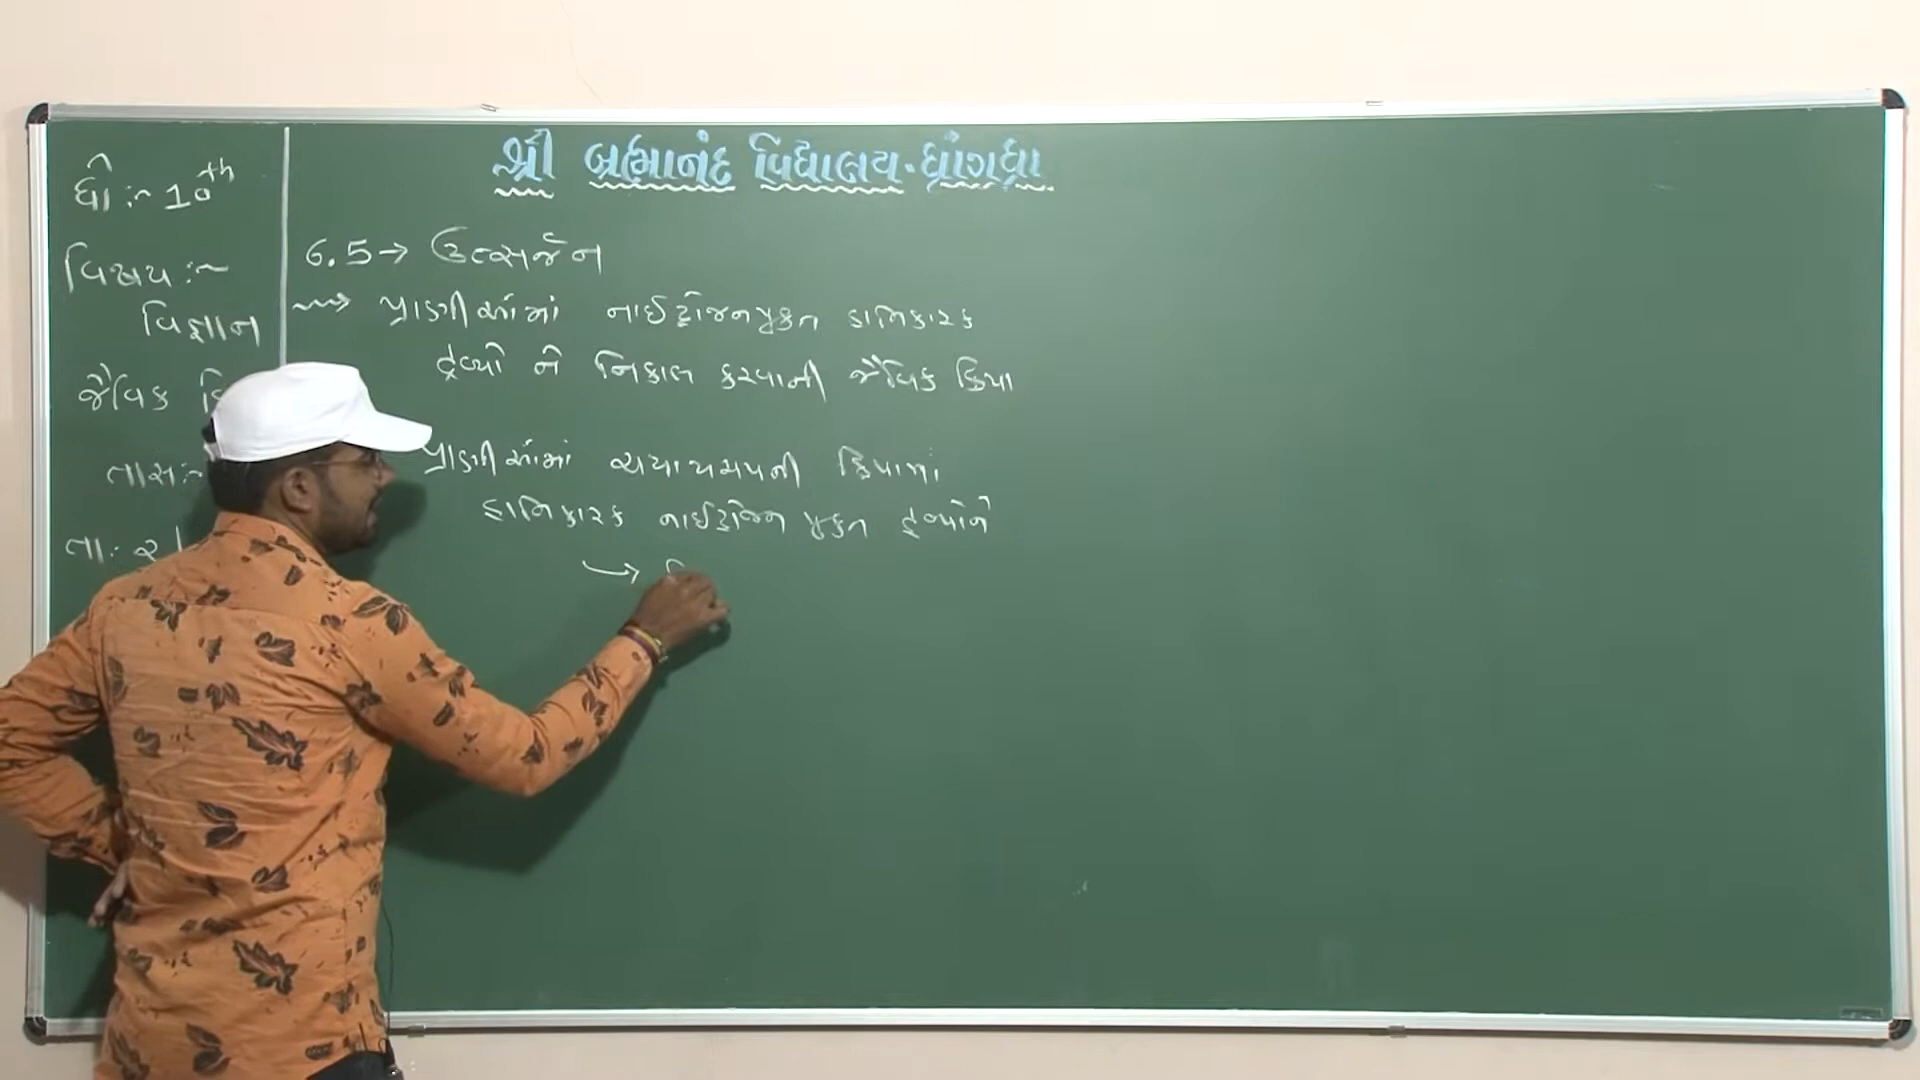 શ્રી બ્રહ્માનંદ વિદ્યાલય - ધ્રાંગધ્રા
ધો :- 10th
વિષય :-
વિજ્ઞાન
જૈવિક
તાસ :-
તા :- ૨
6.5 → ઉત્સર્જન
પ્રાણીઓમાં નાઈટ્રોજનયુક્ત હાનિકારક
દ્રવ્યો ને નિકાલ કરવાની જૈવિક ક્રિયા
પ્રાણીઓમાં ચયાપચયની ક્રિયામાં
હાનિકારક નાઈટ્રોજન યુક્ત દ્રવ્યોને
→